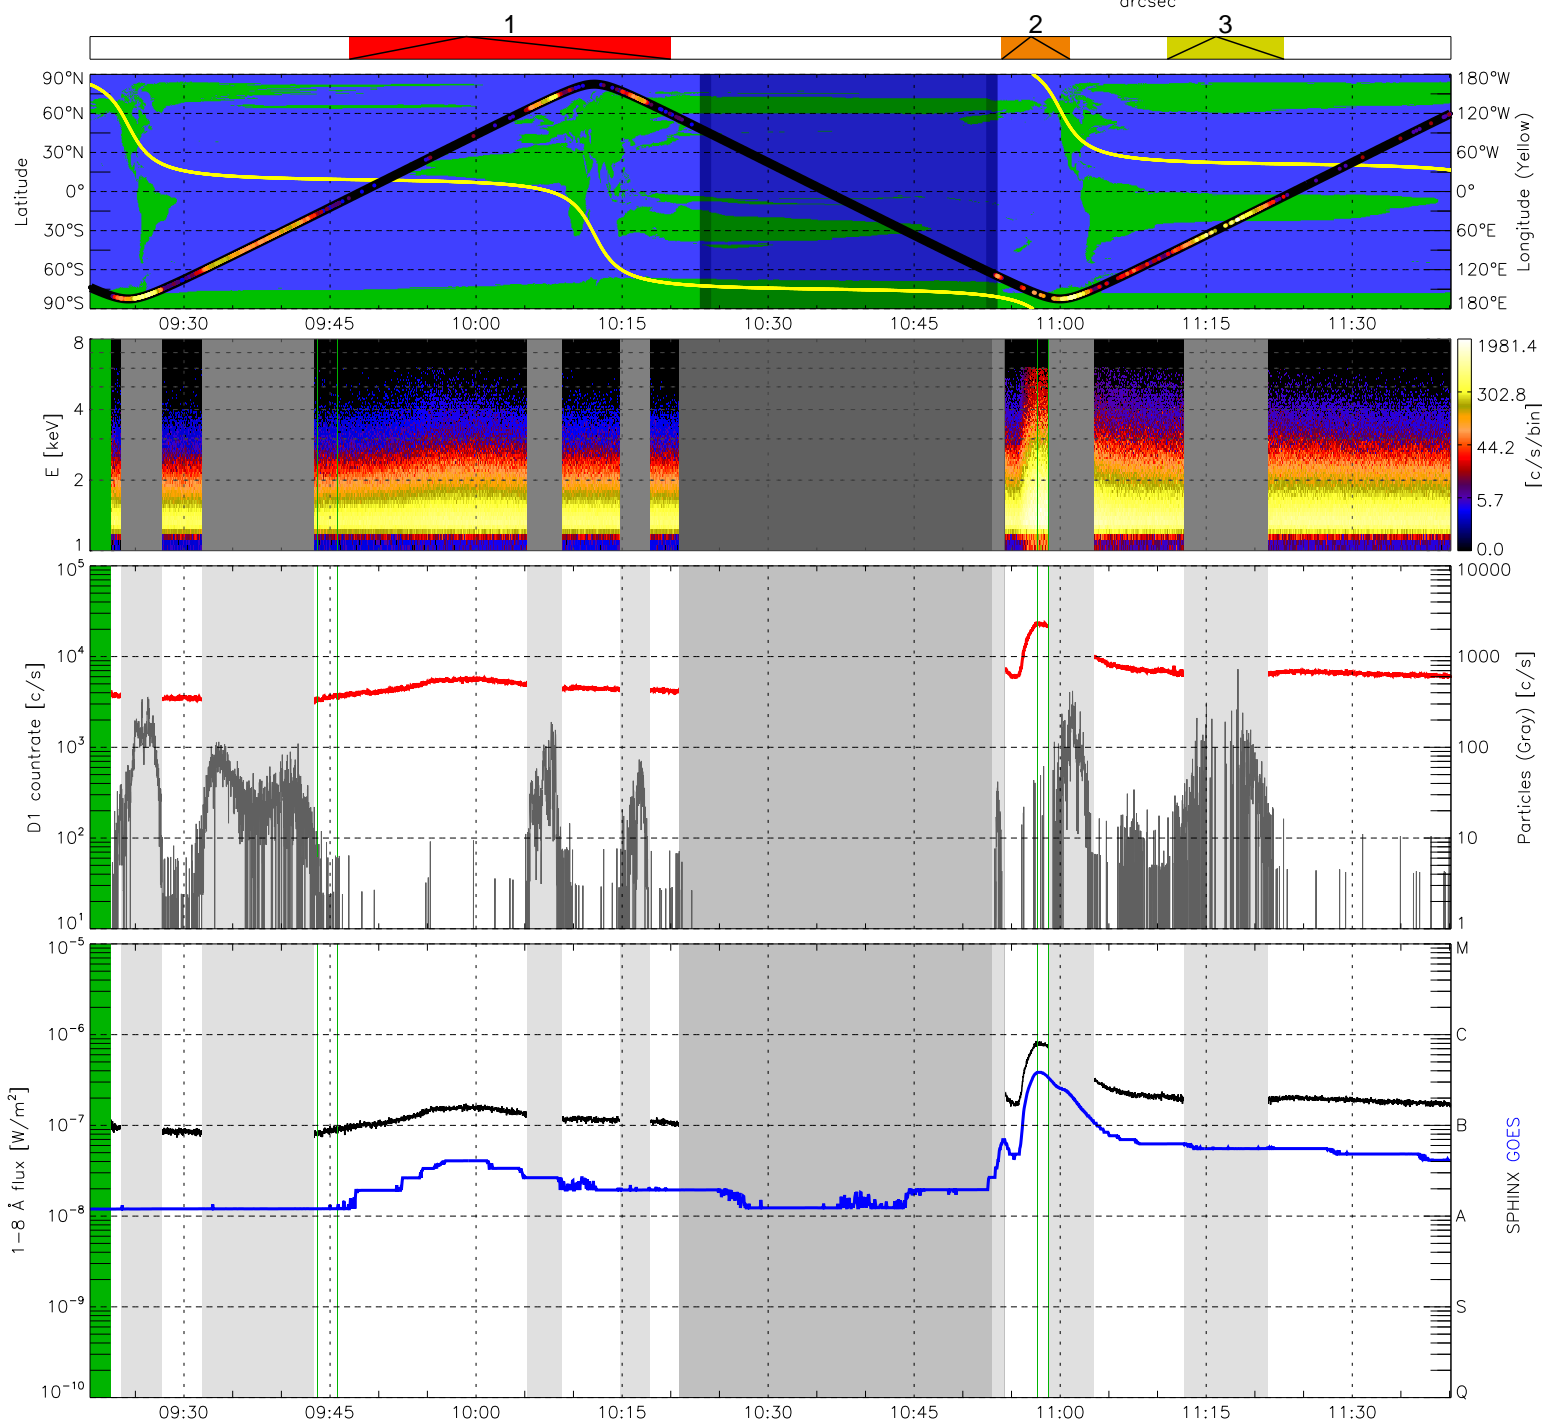 arcsec
1 2 3
90°N 180°W
60°N 120°W
30°N 60°W
0° 0°
30°S 60°E
60°S 120°E
90°S 180°E
Latitude
Longitude (Yellow)
09:30 09:45 10:00 10:15 10:30 10:45 11:00 11:15 11:30
8
4
2
1
E [keV]
1981.4
302.8
44.2
5.7
0.0
[c/s/bin]
10⁵ 10000
10⁴ 1000
10³ 100
10² 10
10¹ 1
D1 countrate [c/s]
Particles (Gray) [c/s]
10⁻⁵ M
10⁻⁶ C
10⁻⁷ B
10⁻⁸ A
10⁻⁹ S
10⁻¹⁰ Q
1−8 Å flux [W/m²]
SPHINX GOES
09:30 09:45 10:00 10:15 10:30 10:45 11:00 11:15 11:30